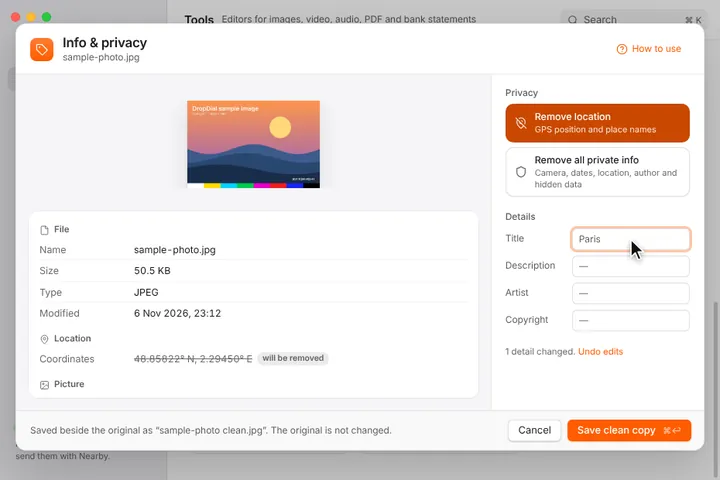 Tools Editors for images, video, audio, PDF and bank statements
Search ⌘ K
Info & privacy
sample-photo.jpg
How to use
DropDial sample image
Privacy
Remove location
GPS position and place names
Remove all private info
Camera, dates, location, author and
hidden data
File
Name sample-photo.jpg
Size 50.5 KB
Type JPEG
Modified 6 Nov 2026, 23:12
Location
Coordinates 48.85822° N, 2.29450° E will be removed
Picture
Details
Title Paris
Description —
Artist —
Copyright —
1 detail changed. Undo edits
Saved beside the original as “sample-photo clean.jpg”. The original is not changed.
Cancel
Save clean copy ⌘↩
send them with Nearby.